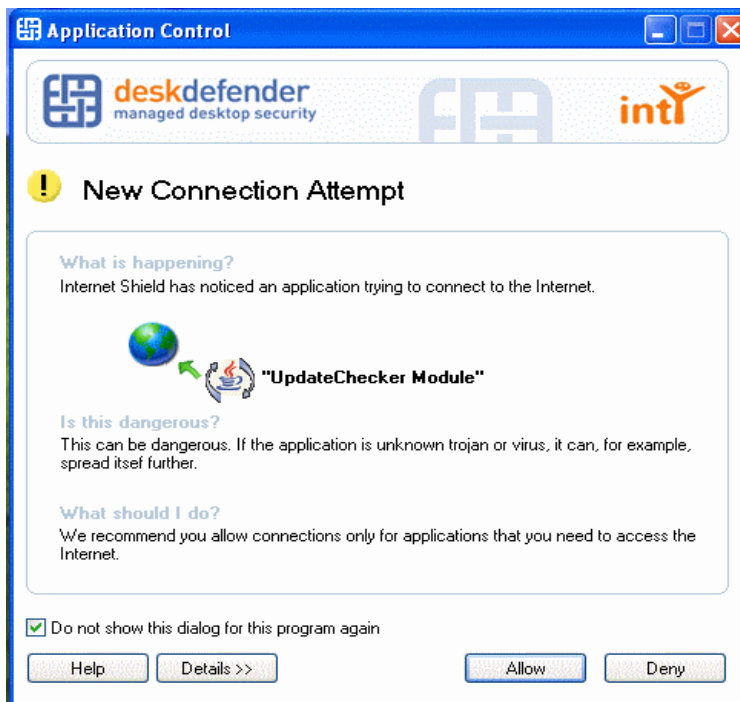 Application Control
deskdefender
managed desktop security
intY
New Connection Attempt
What is happening?
Internet Shield has noticed an application trying to connect to the Internet.
"UpdateChecker Module"
Is this dangerous?
This can be dangerous. If the application is unknown trojan or virus, it can, for example,
spread itsef further.
What should I do?
We recommend you allow connections only for applications that you need to access the
Internet.
Do not show this dialog for this program again
Help
Details >>
Allow
Deny